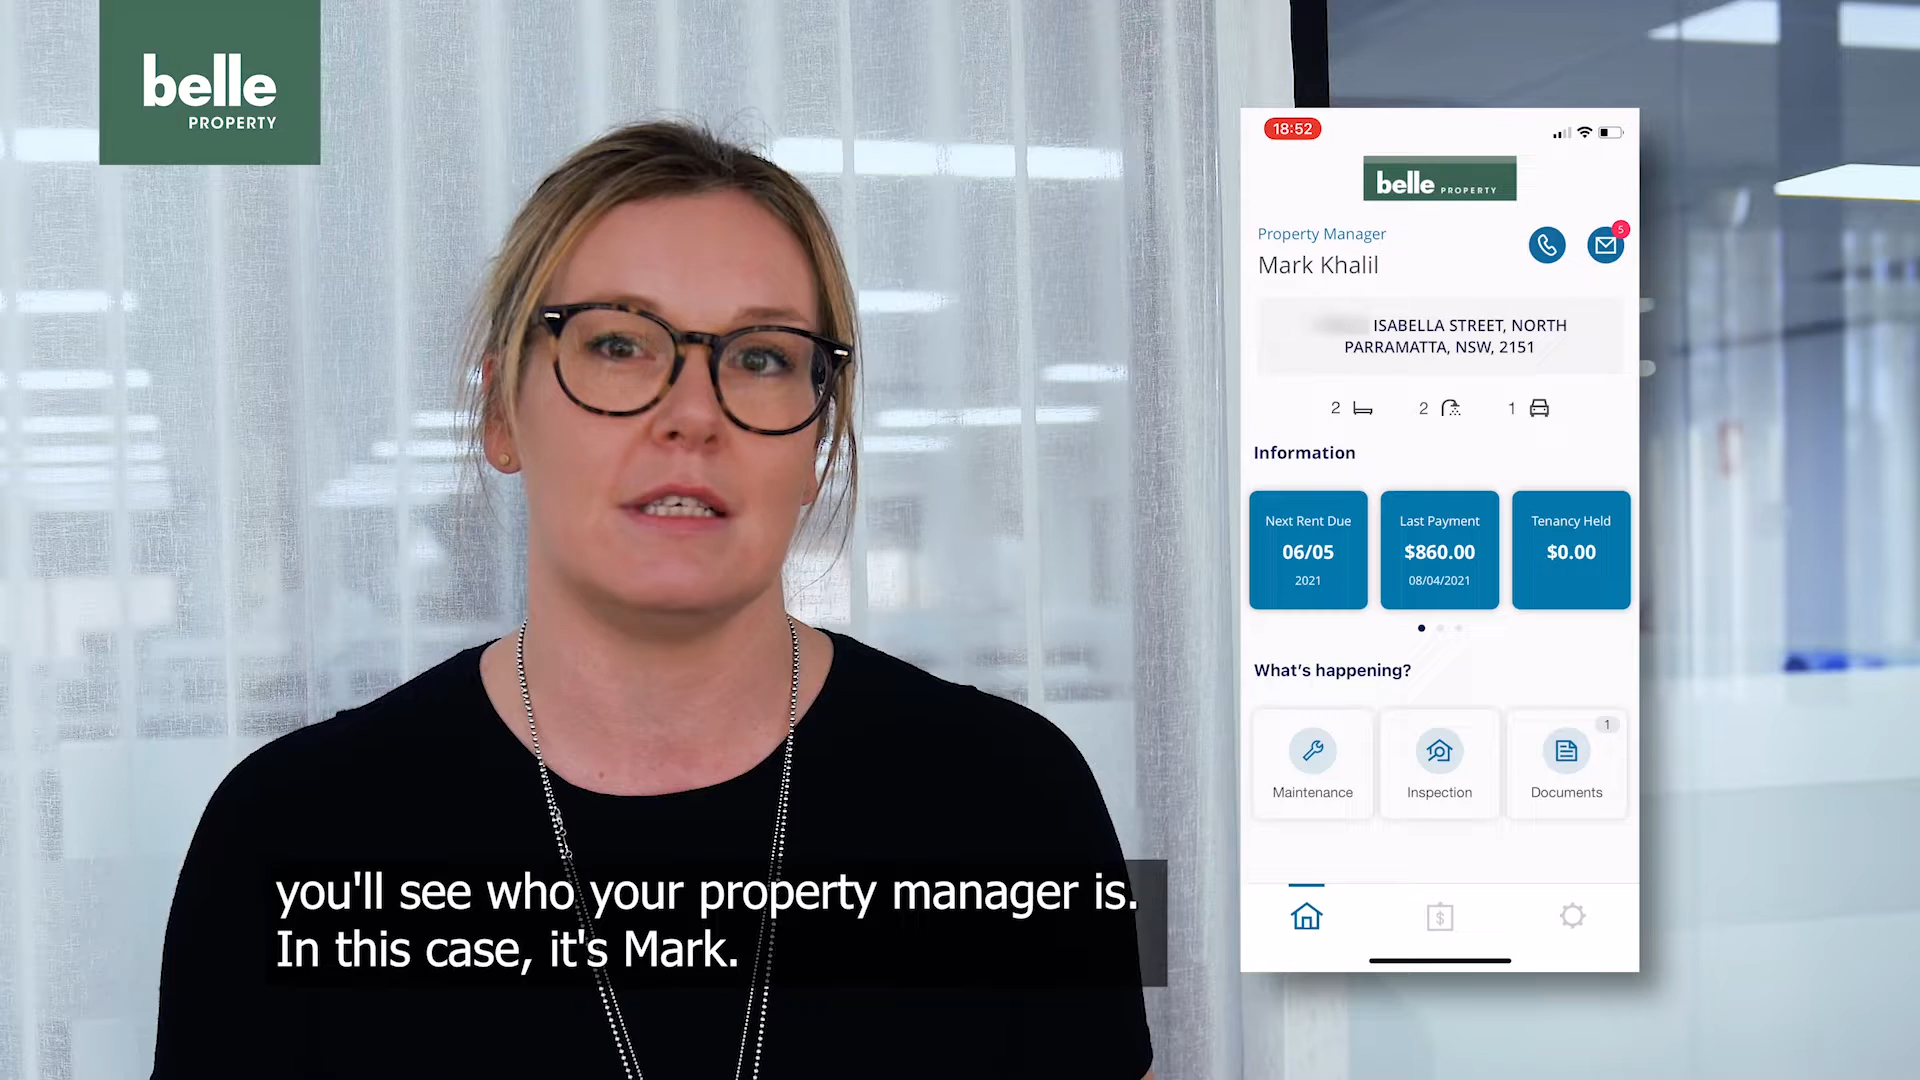 belle
PROPERTY
18:52
belle PROPERTY
Property Manager
Mark Khalil
5
ISABELLA STREET, NORTH
PARRAMATTA, NSW, 2151
2
2
1
Information
Next Rent Due
06/05
2021
Last Payment
$860.00
08/04/2021
Tenancy Held
$0.00
What's happening?
Maintenance
Inspection
1
Documents
$
you'll see who your property manager is.
In this case, it's Mark.